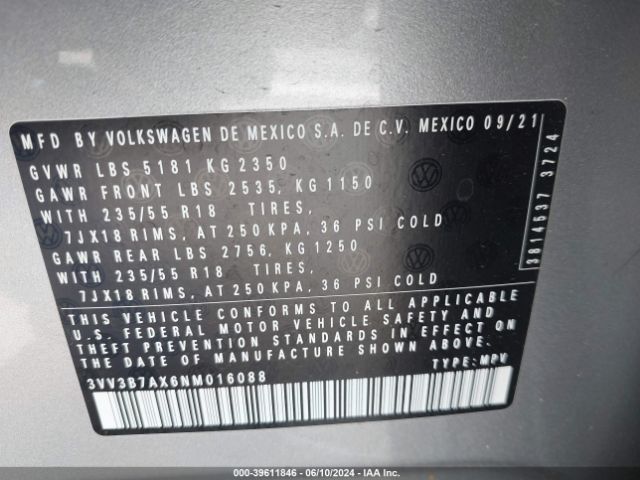 MFD BY VOLKSWAGEN DE MEXICO S.A. DE C.V. MEXICO 09/21
GVWR LBS 5181 KG 2350
GAWR FRONT LBS 2535, KG 1150
WITH 235/55 R18 TIRES,
7JX18 RIMS, AT 250 KPA, 36 PSI COLD
GAWR REAR LBS 2756, KG 1250
WITH 235/55 R18 TIRES,
7JX18 RIMS, AT 250 KPA, 36 PSI COLD
THIS VEHICLE CONFORMS TO ALL APPLICABLE
U.S. FEDERAL MOTOR VEHICLE SAFETY AND
THEFT PREVENTION STANDARDS IN EFFECT ON
THE DATE OF MANUFACTURE SHOWN ABOVE.
3VV3B7AX6NM016088 TYPE: MPV
3814537 3724
000-39611846 - 06/10/2024 - IAA Inc.